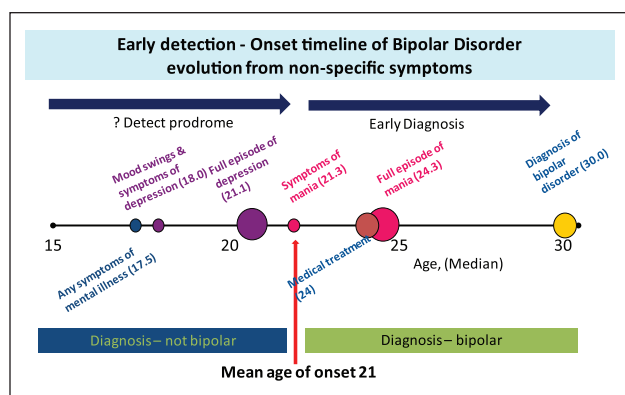 Early detection - Onset timeline of Bipolar Disorder
evolution from non-specific symptoms
? Detect prodrome
Early Diagnosis
Mood swings &
symptoms of
depression (18.0)
Full episode of
depression
(21.1)
Symptoms of
mania (21.3)
Full episode of
mania (24.3)
Diagnosis of
bipolar
disorder (30.0)
15
20
25
30
Any symptoms of
mental illness (17.5)
Medical treatment
(24)
Age, (Median)
Diagnosis – not bipolar
Diagnosis – bipolar
Mean age of onset 21